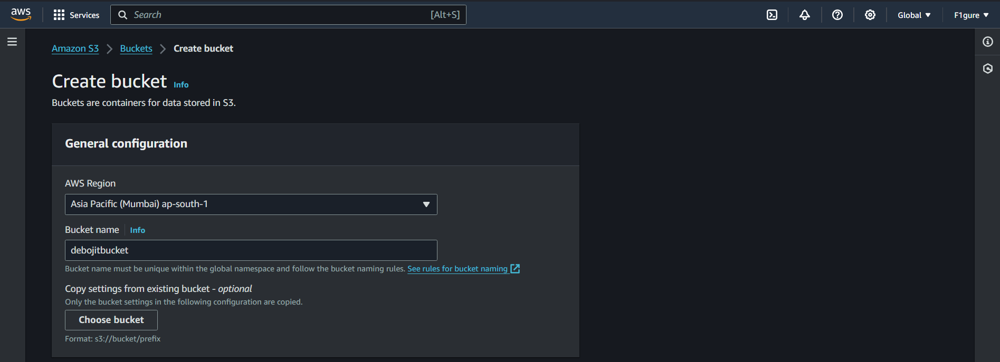 aws Services Search [Alt+S] Global F1gure
Amazon S3 Buckets Create bucket
Create bucket Info
Buckets are containers for data stored in S3.
General configuration
AWS Region
Asia Pacific (Mumbai) ap-south-1
Bucket name Info
debojitbucket
Bucket name must be unique within the global namespace and follow the bucket naming rules. See rules for bucket naming
Copy settings from existing bucket - optional
Only the bucket settings in the following configuration are copied.
Choose bucket
Format: s3://bucket/prefix